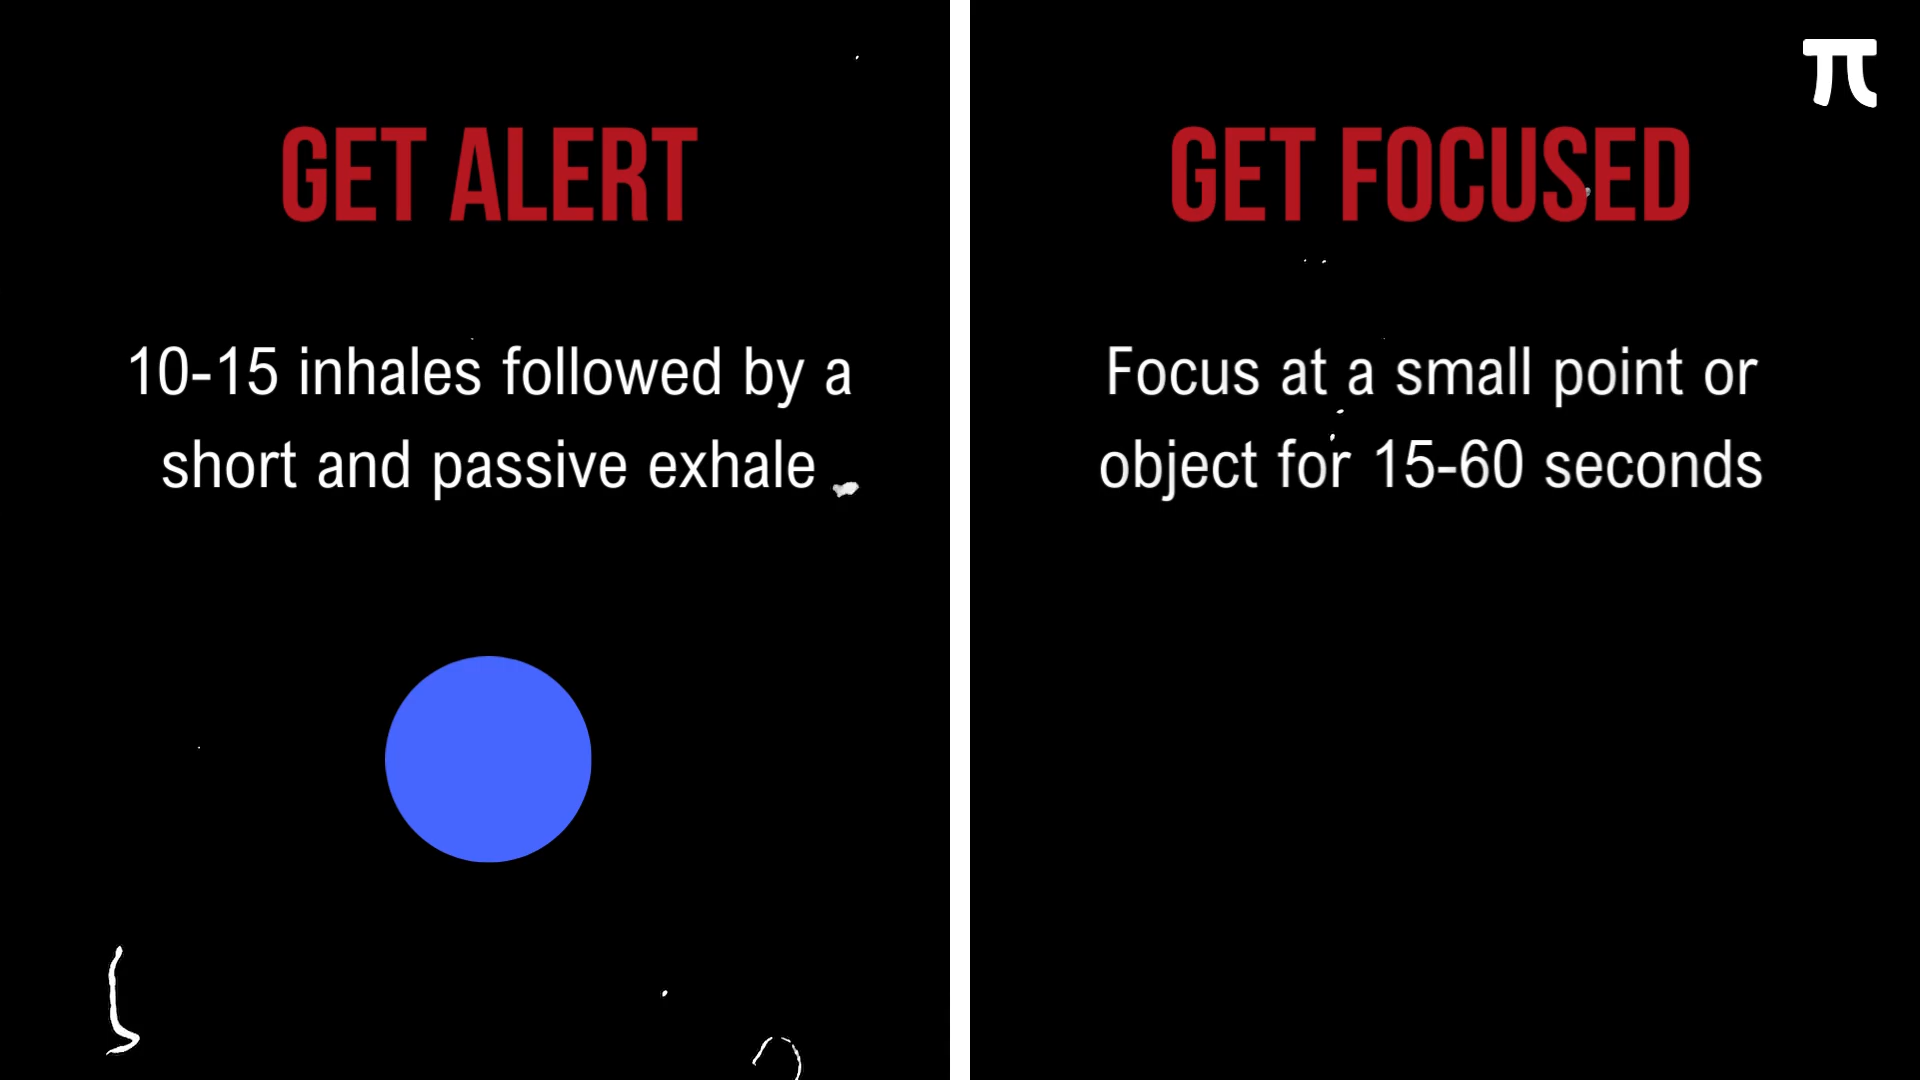 GET ALERT
10-15 inhales followed by a
short and passive exhale
π
GET FOCUSED
Focus at a small point or
object for 15-60 seconds